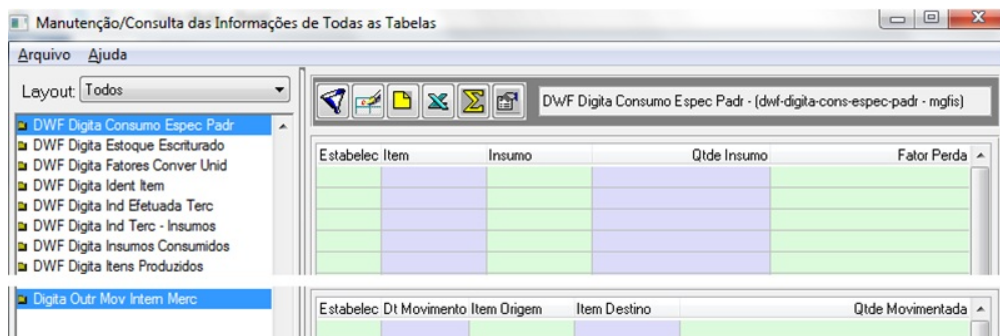 Manutenção/Consulta das Informações de Todas as Tabelas
Arquivo Ajuda
Layout: Todos
DWF Digita Consumo Espec Padr - (dwf-digita-cons-espec-padr - mgfis)
DWF Digita Consumo Espec Padr
DWF Digita Estoque Escriturado
DWF Digita Fatores Conver Unid
DWF Digita Ident Item
DWF Digita Ind Efetuada Terc
DWF Digita Ind Terc - Insumos
DWF Digita Insumos Consumidos
DWF Digita Itens Produzidos
Estabelec Item Insumo Qtde Insumo Fator Perda
Digita Outr Mov Intern Merc
Estabelec Dt Movimento Item Origem Item Destino Qtde Movimentada